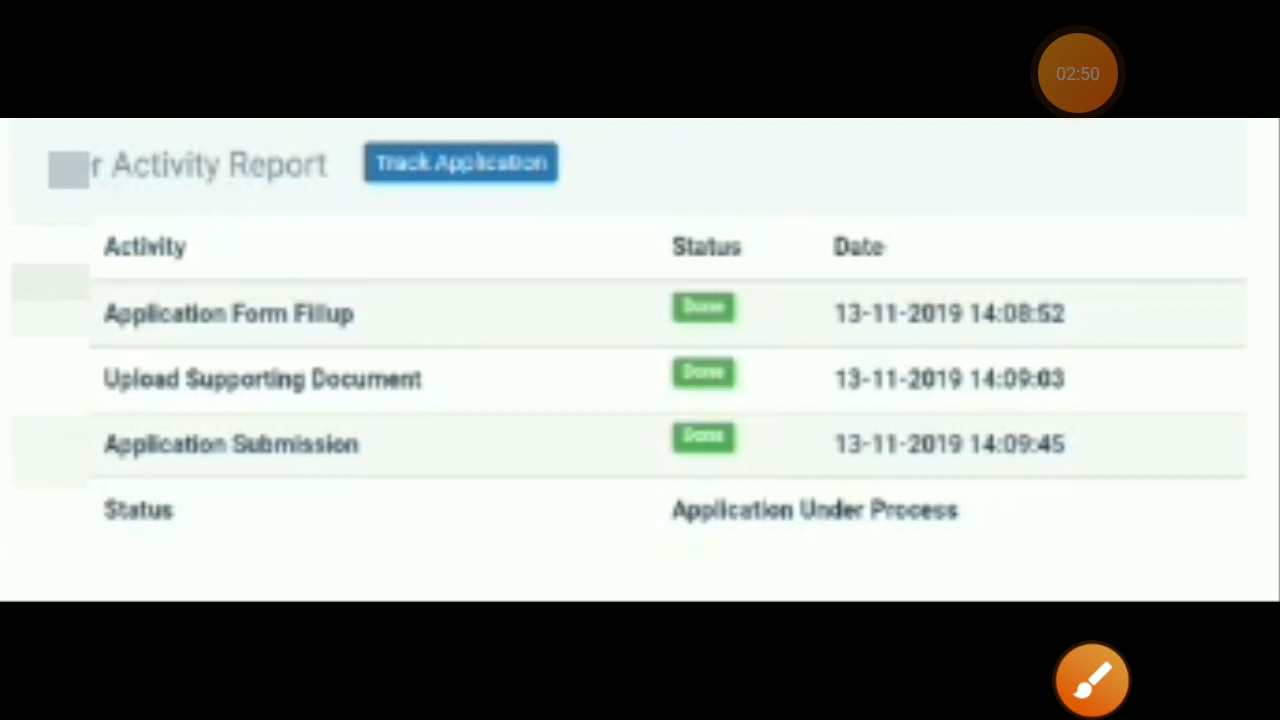 02:50
r Activity Report Track Application
Activity Status Date
Application Form Fillup Done 13-11-2019 14:08:52
Upload Supporting Document Done 13-11-2019 14:09:03
Application Submission Done 13-11-2019 14:09:45
Status Application Under Process